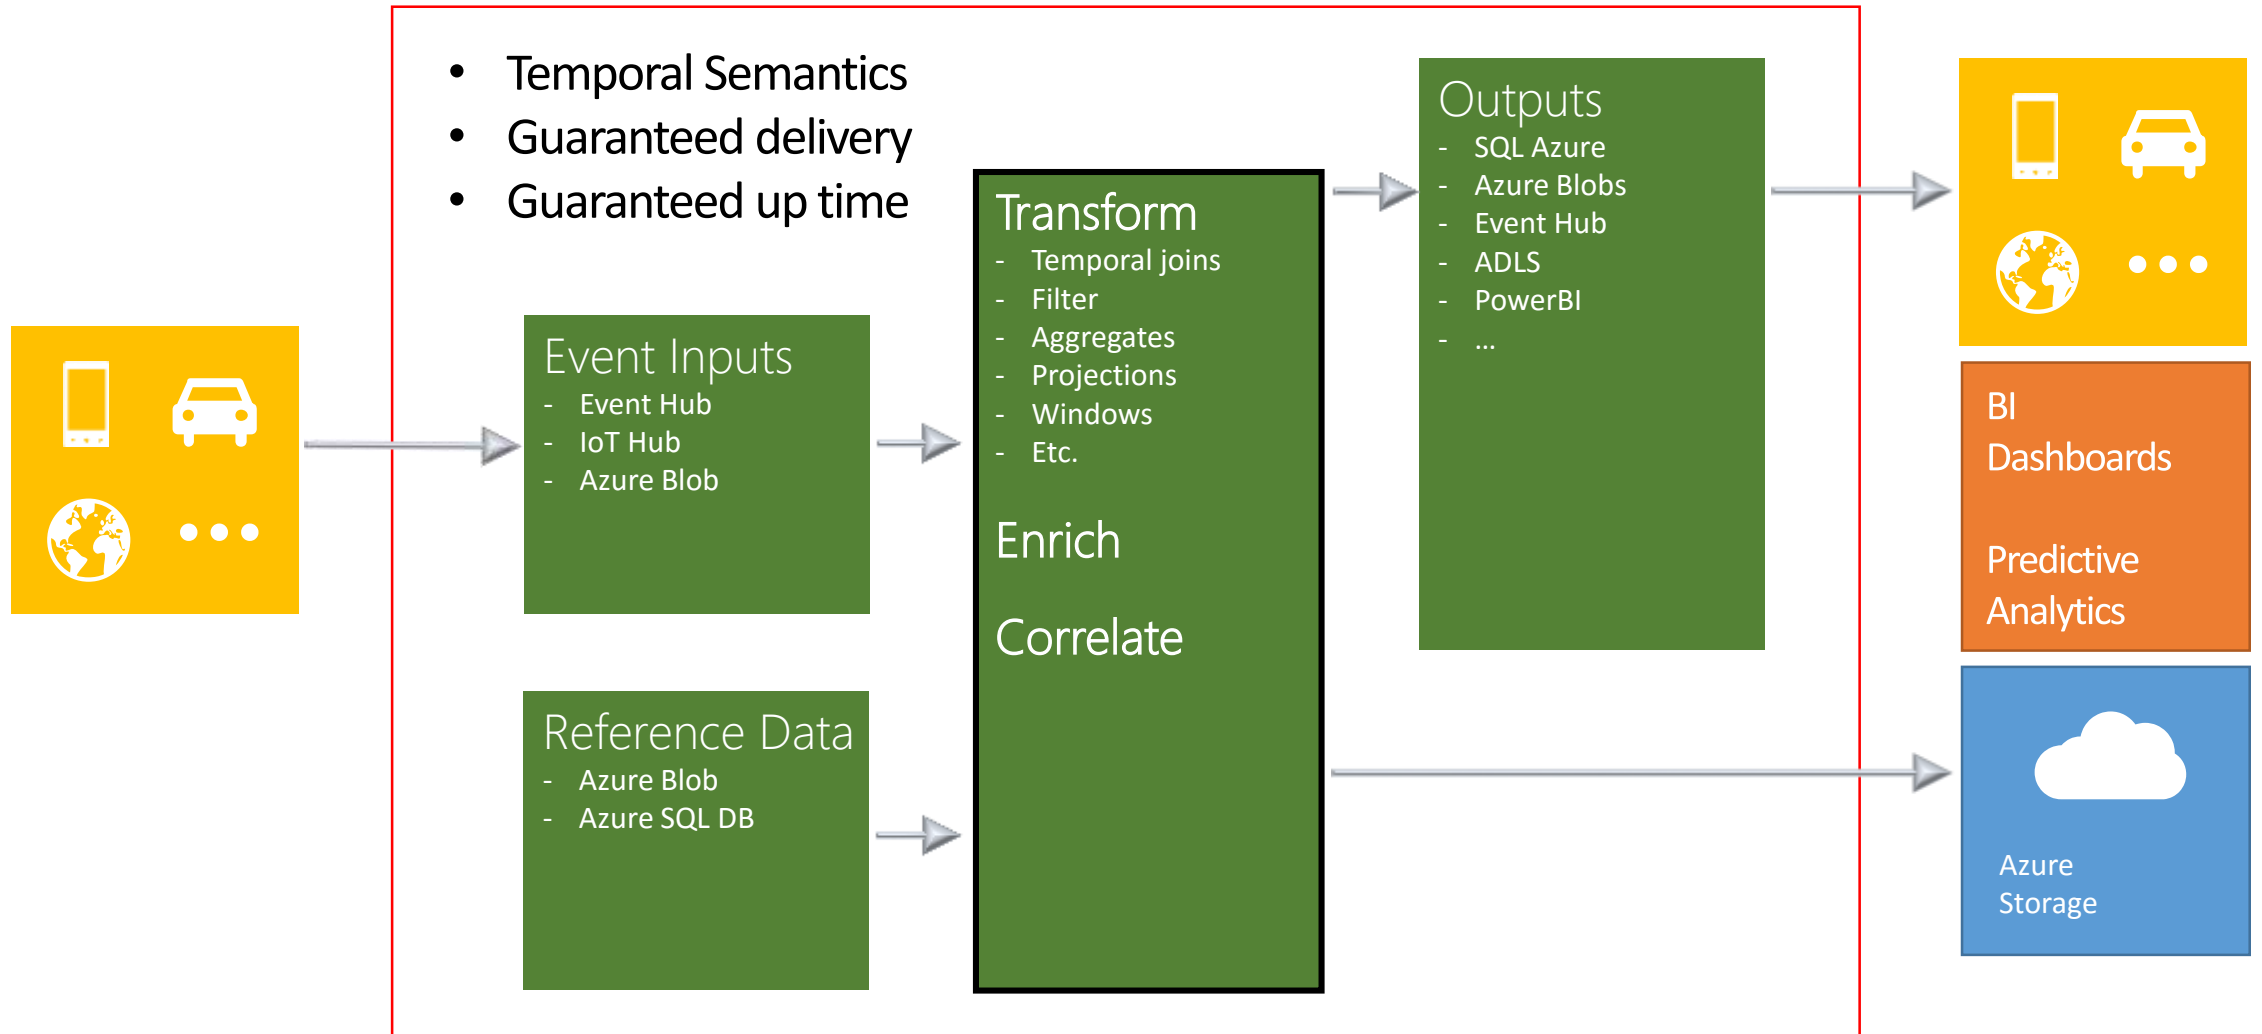 • Temporal Semantics
• Guaranteed delivery
• Guaranteed up time
Event Inputs
- Event Hub
- IoT Hub
- Azure Blob
Reference Data
- Azure Blob
- Azure SQL DB
Transform
- Temporal joins
- Filter
- Aggregates
- Projections
- Windows
- Etc.
Enrich
Correlate
Outputs
- SQL Azure
- Azure Blobs
- Event Hub
- ADLS
- PowerBI
- ...
BI
Dashboards
Predictive
Analytics
Azure
Storage